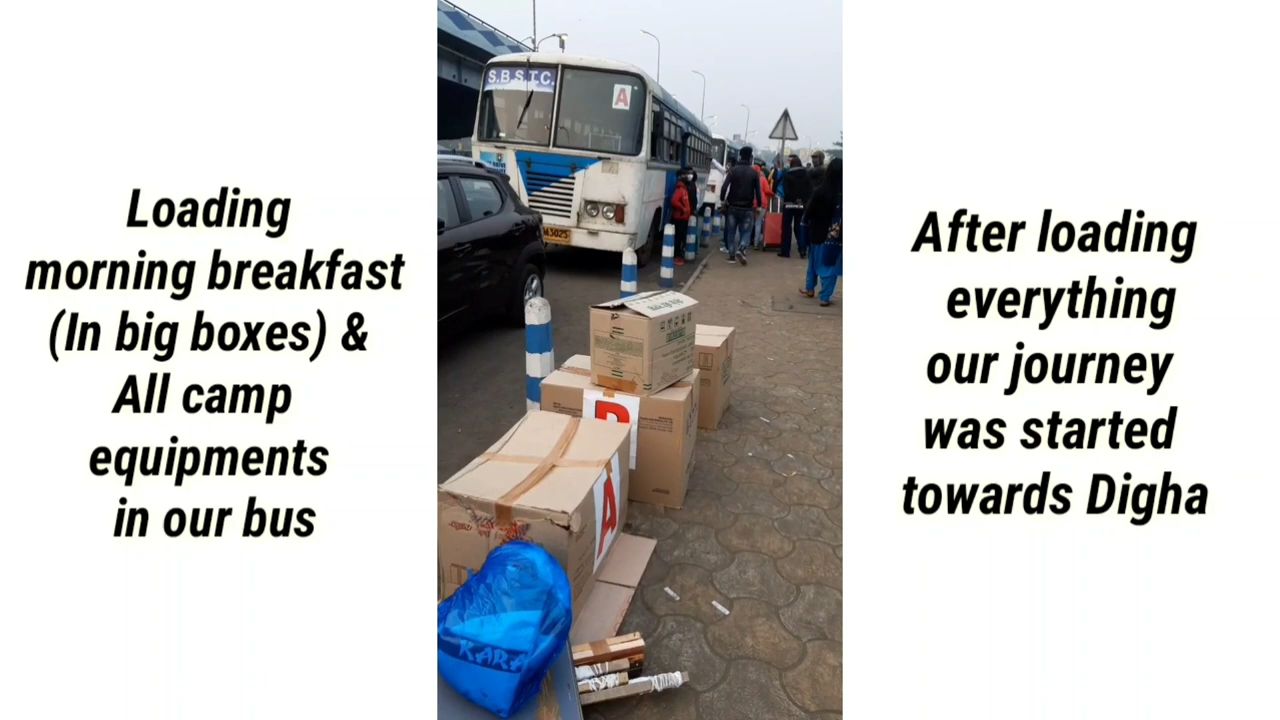 Loading
morning breakfast
(In big boxes) &
All camp
equipments
in our bus
S.B.S.T.C.
A
A
KARA
After loading
everything
our journey
was started
towards Digha